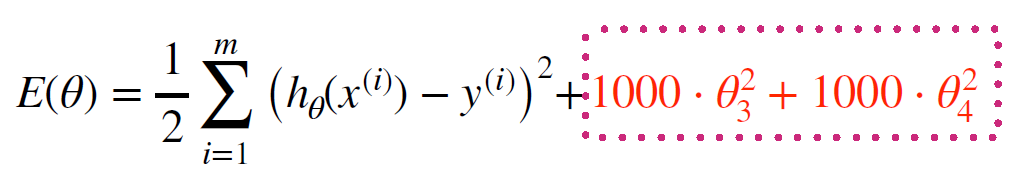 E(θ) = 1/2 ∑_{i=1}^{m} (h_θ(x^{(i)}) − y^{(i)})^2 + 1000 · θ_3^2 + 1000 · θ_4^2